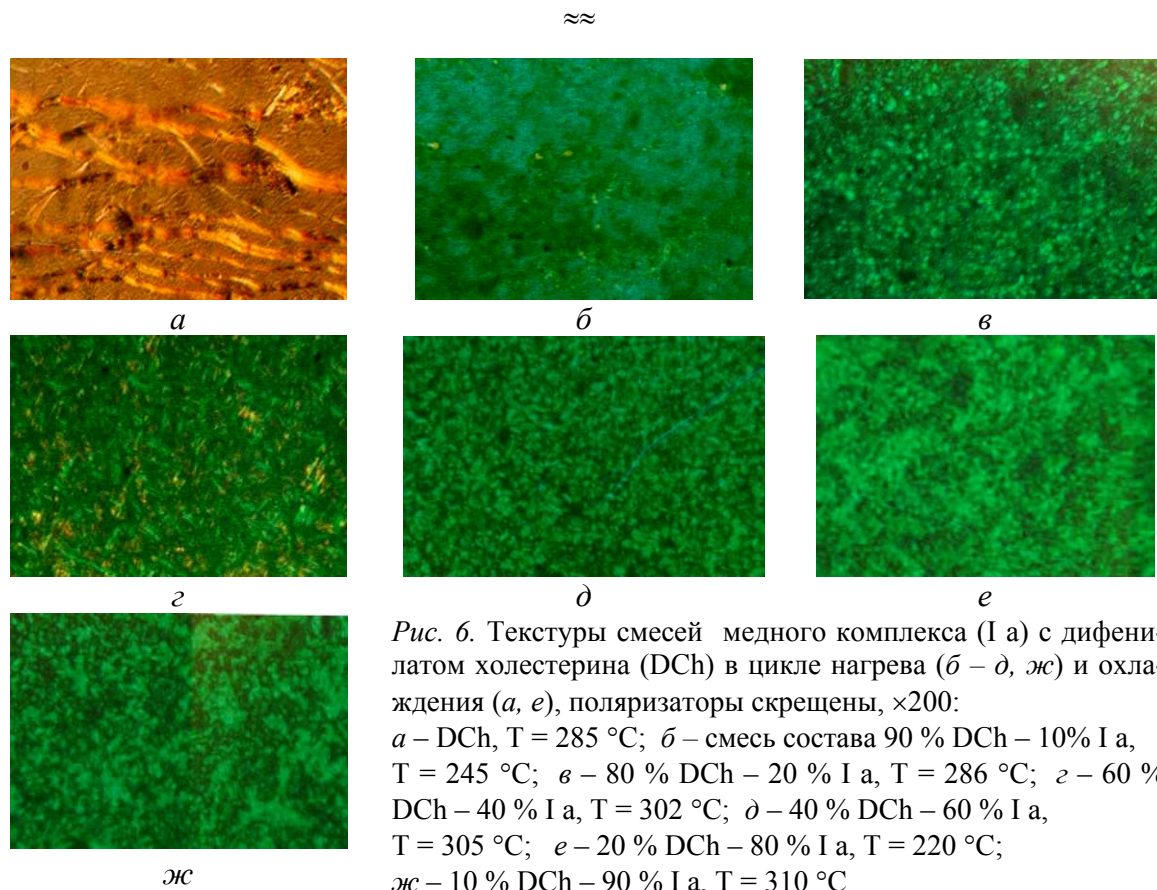 ≈≈
а
б
в
г
д
е
ж
Рис. 6. Текстуры смесей медного комплекса (I а) с дифени-
латом холестерина (DCh) в цикле нагрева (б – д, ж) и охла-
ждения (а, е), поляризаторы скрещены, ×200:
а – DCh, T = 285 °C; б – смесь состава 90 % DCh – 10% I а,
T = 245 °C; в – 80 % DCh – 20 % I а, T = 286 °C; г – 60 %
DCh – 40 % I а, T = 302 °C; д – 40 % DCh – 60 % I а,
T = 305 °C; е – 20 % DCh – 80 % I а, T = 220 °C;
ж – 10 % DCh – 90 % I а, T = 310 °C